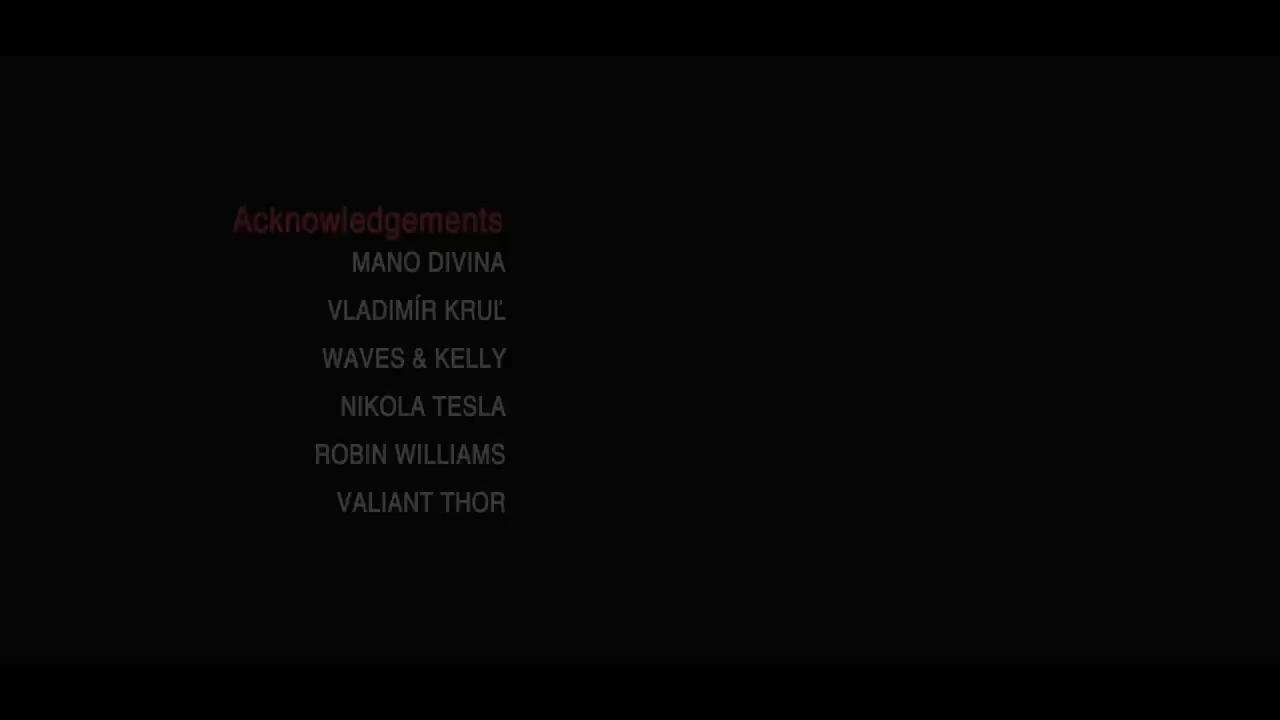 Acknowledgements
MANO DIVINA
VLADIMÍR KRUĽ
WAVES & KELLY
NIKOLA TESLA
ROBIN WILLIAMS
VALIANT THOR